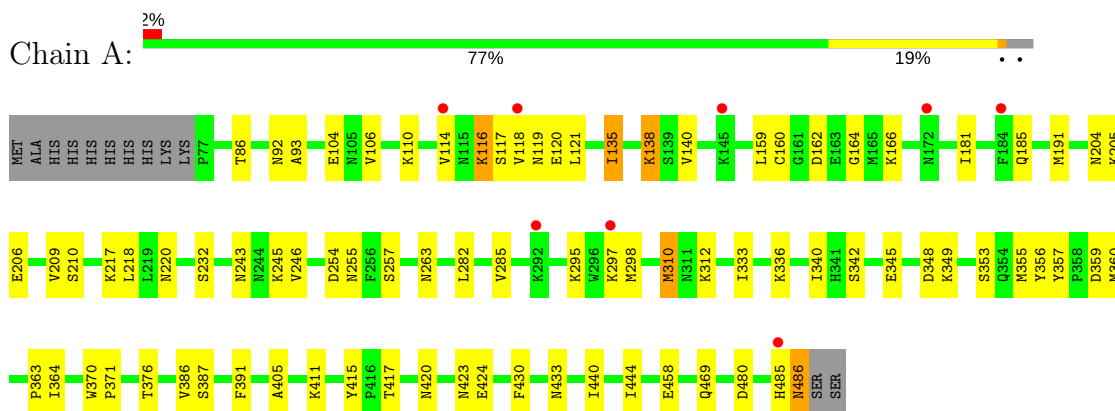 2%
Chain A:
77% 19% • •
MET ALA HIS HIS HIS HIS HIS HIS LYS LYS P77 T86 N92 A93 E104 N105 V106 K110 V114 N115 K116 S117 V118 N119 E120 L121 I135 K138 S139 V140 K145 L159 C160 G161 D162 E163 G164 M165 K166 N172 I181 F184 Q185 M191 N204 K205
E206 V209 S210 K217 L218 L219 N220 S232 N243 N244 K245 V246 D254 N255 F256 S257 N263 L282 V285 K292 K295 W296 K297 M298 M310 N311 K312 I333 K336 I340 H341 S342 E345 D348 K349 S353 Q354 M355 Y356 Y357 P358 D359 M360
P363 I364 W370 P371 T376 V386 S387 F391 A405 K411 Y415 P416 T417 N420 N423 E424 F430 N433 I440 I444 E458 Q469 D480 H485 N486 SER SER